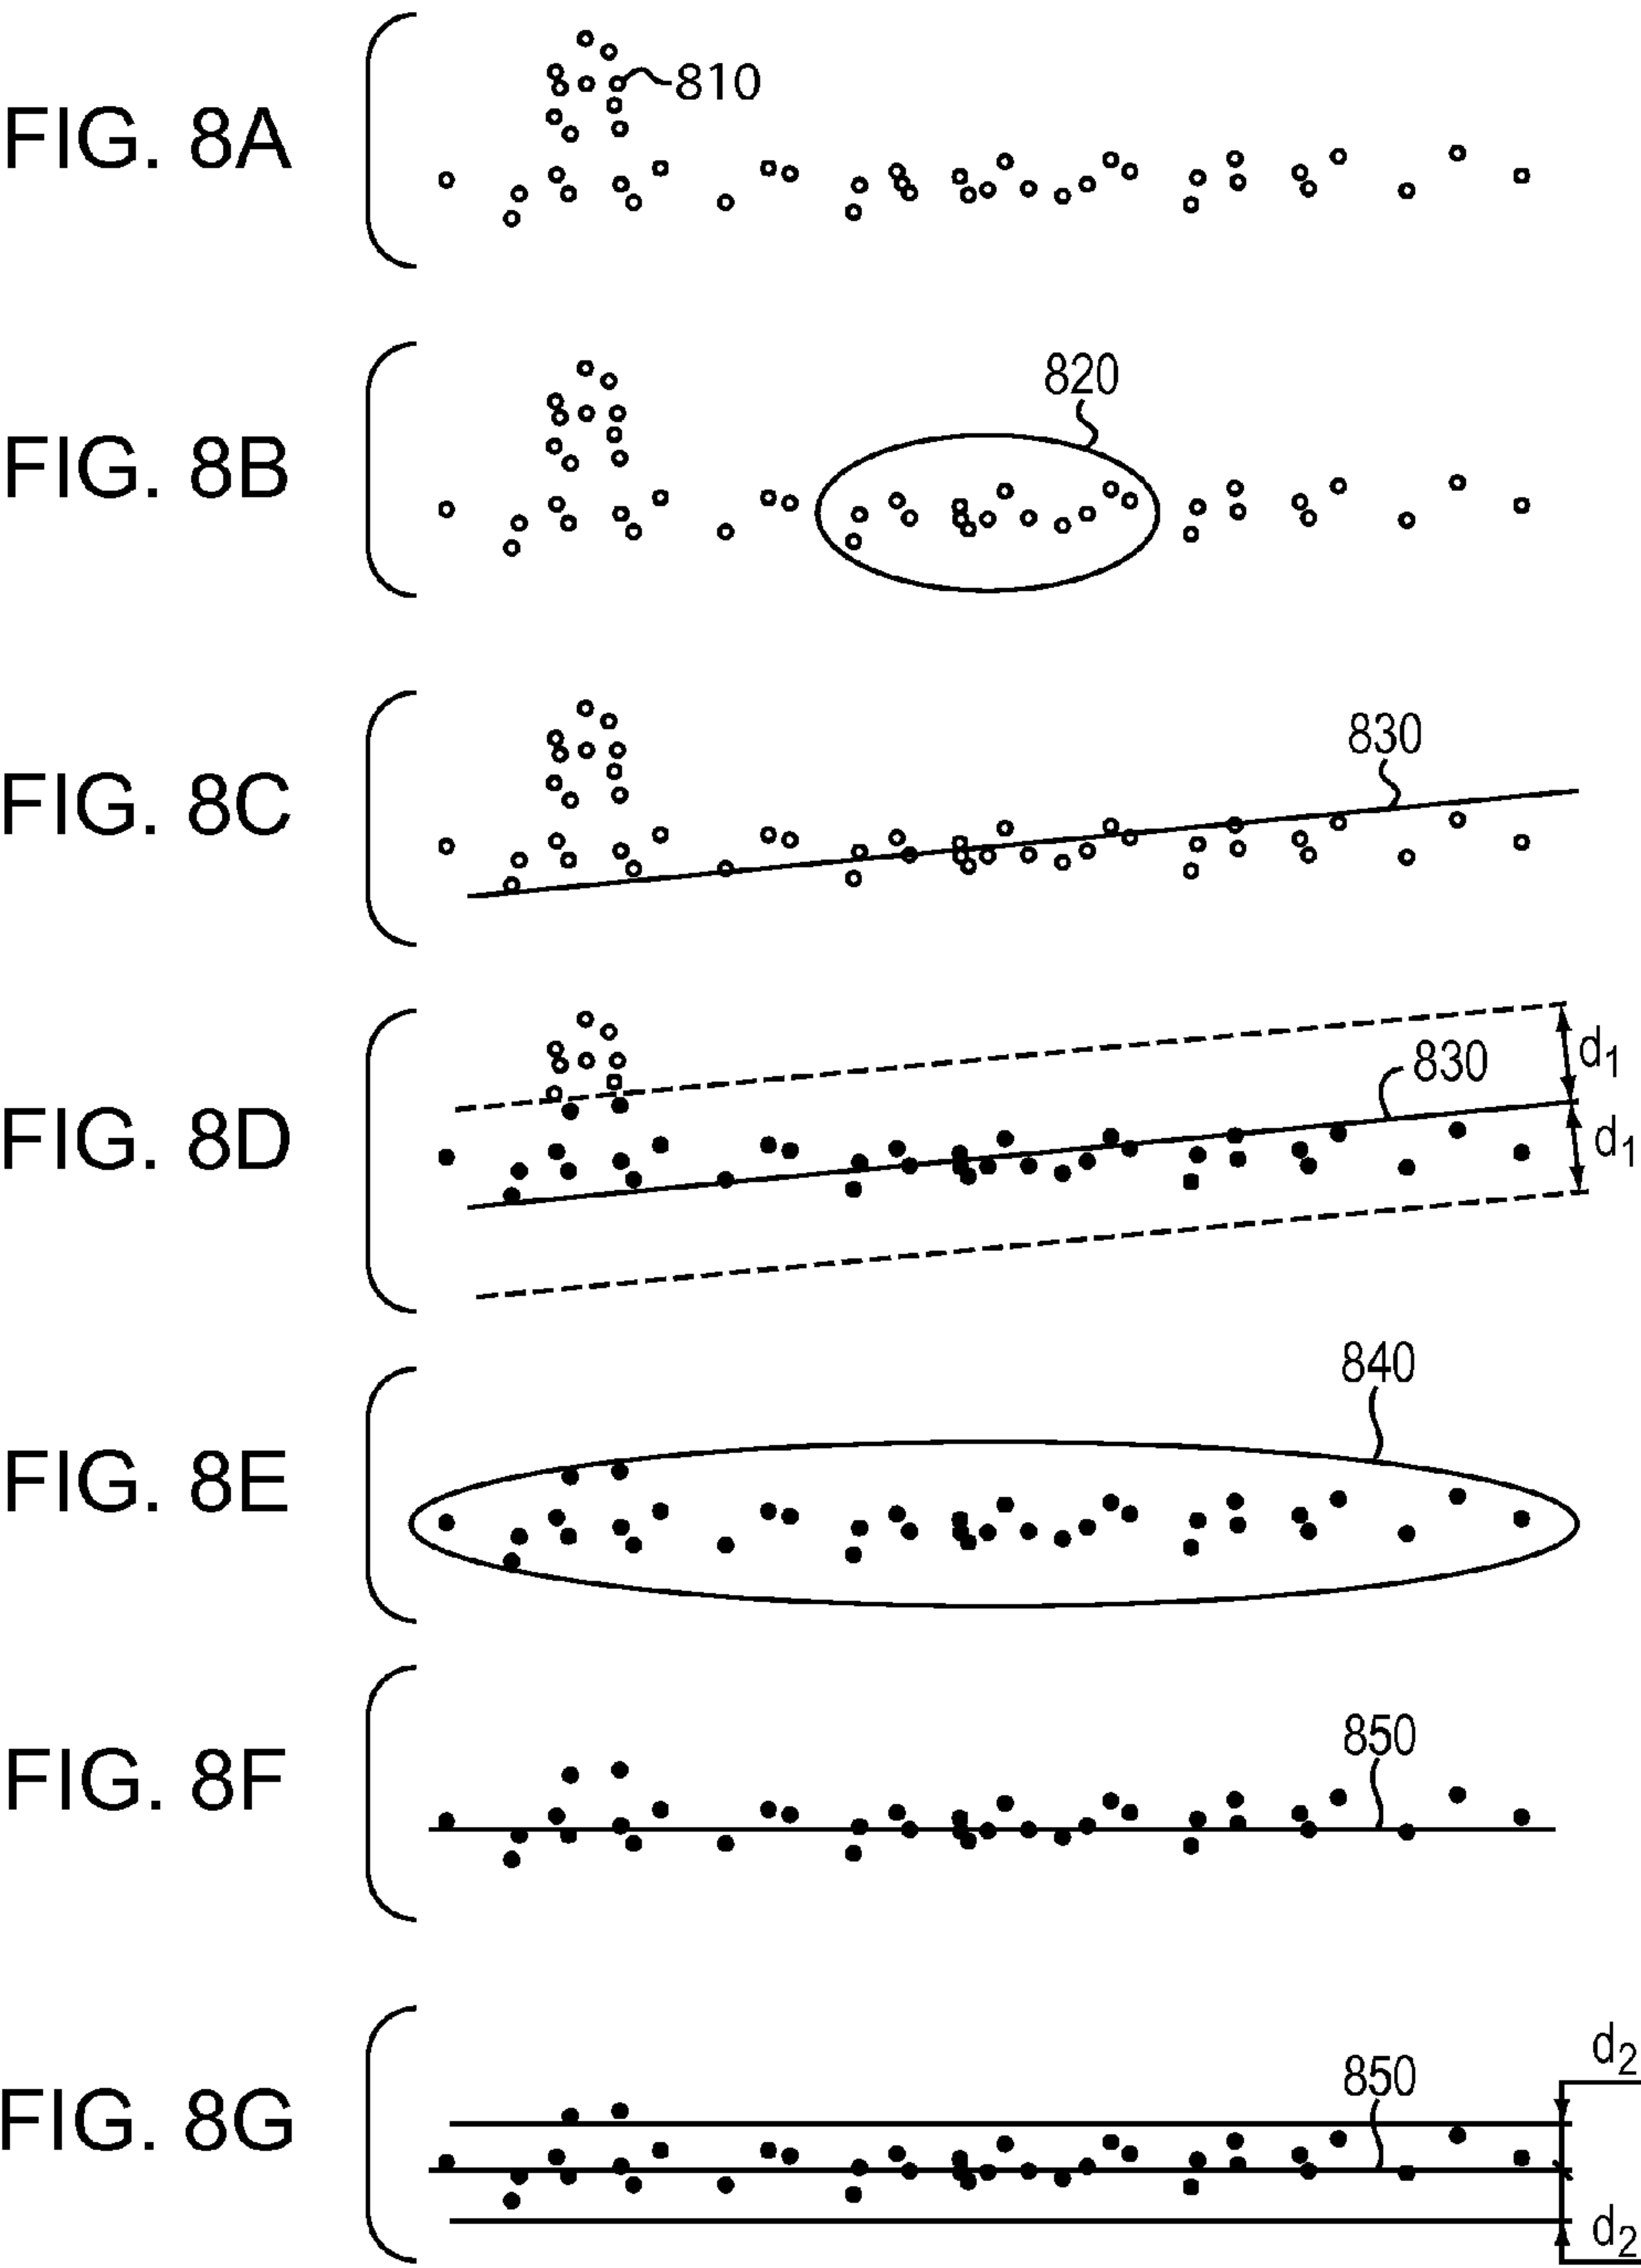 FIG. 8A
810
FIG. 8B
820
FIG. 8C
830
FIG. 8D
830
d1
d1
FIG. 8E
840
FIG. 8F
850
FIG. 8G
850
d2
d2